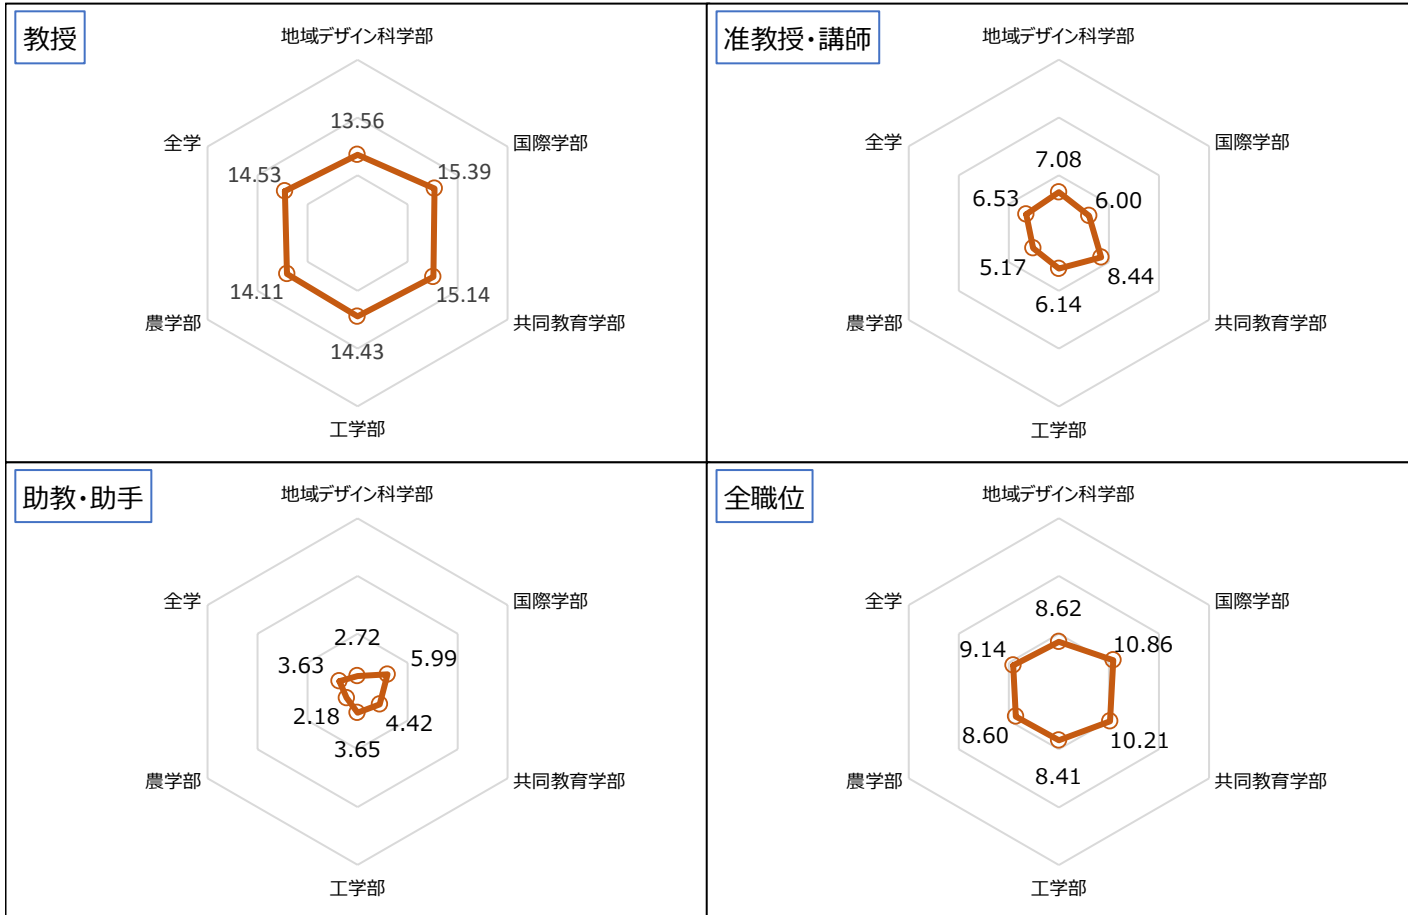 教授
地域デザイン科学部
13.56
全学
国際学部
14.53
15.39
14.11
15.14
農学部
共同教育学部
14.43
工学部
准教授・講師
地域デザイン科学部
7.08
全学
国際学部
6.53
6.00
5.17
8.44
農学部
共同教育学部
6.14
工学部
助教・助手
地域デザイン科学部
2.72
全学
国際学部
3.63
5.99
2.18
4.42
農学部
共同教育学部
3.65
工学部
全職位
地域デザイン科学部
8.62
全学
国際学部
9.14
10.86
8.60
10.21
農学部
共同教育学部
8.41
工学部